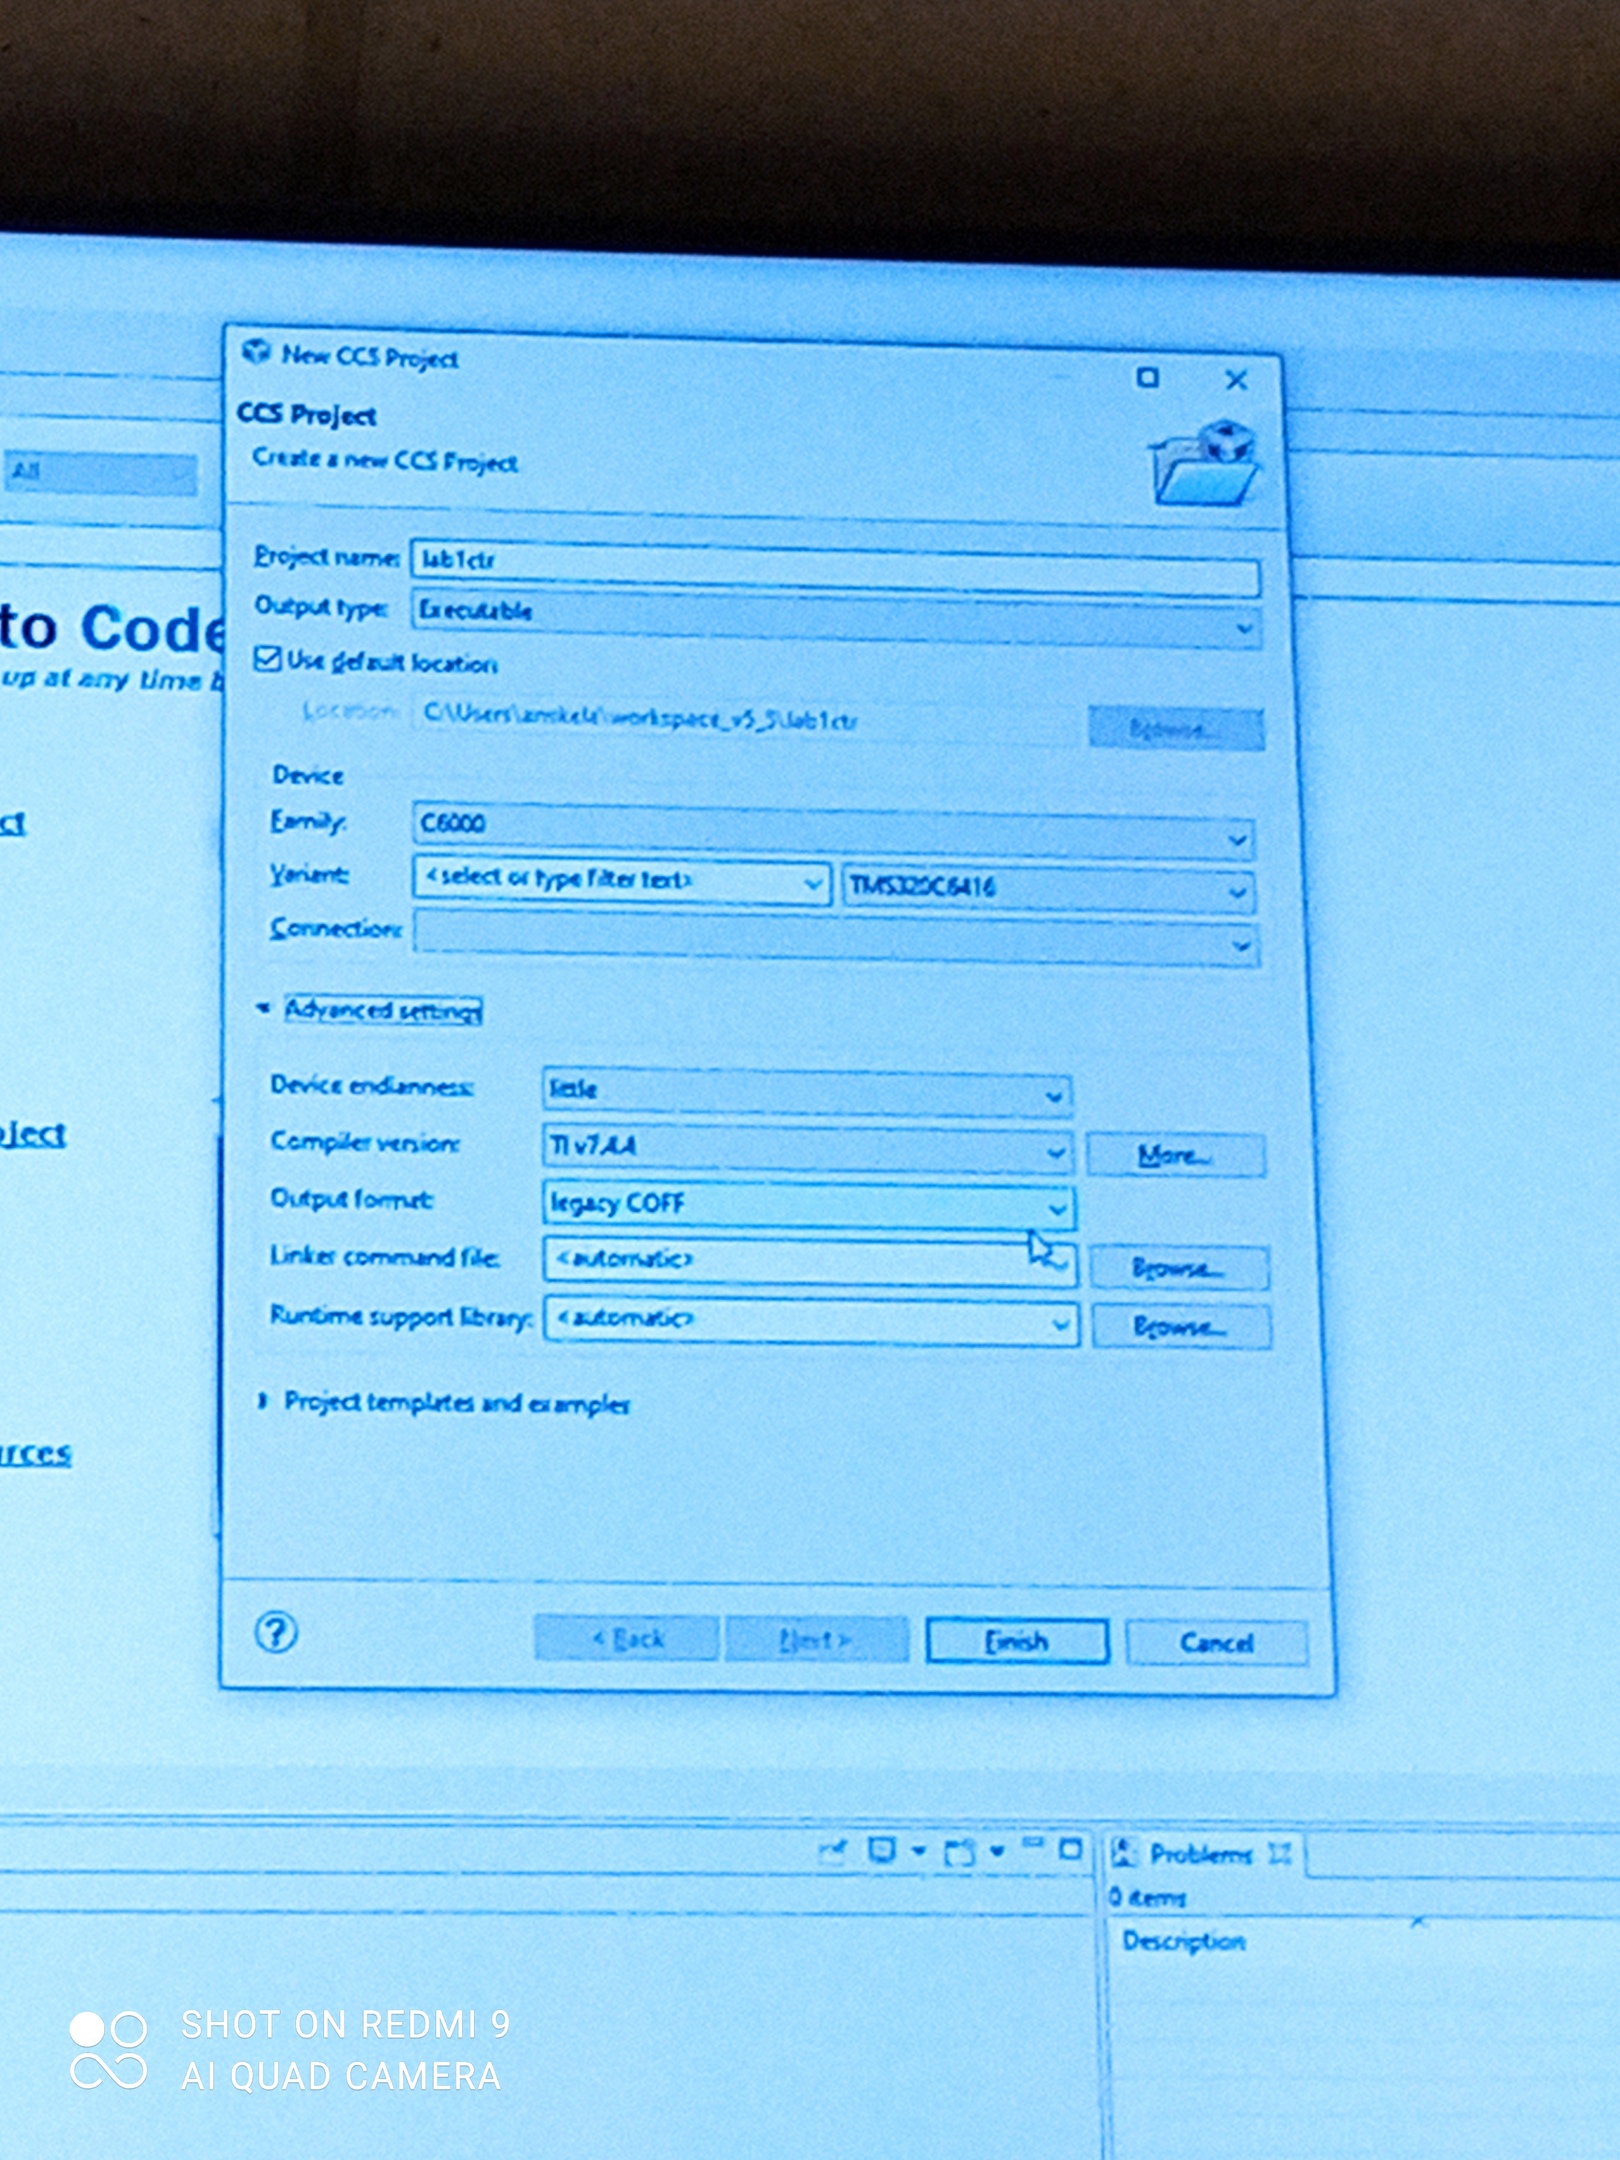 New CCS Project
CCS Project
Create a new CCS Project
All
Project name: lab1ctr
to Code
Output type: Executable
up at any time b
Use default location
Location: workspace_v5_5\lab1ctr
Browse...
Device
ct
Family: C6000
Variant: <select or type filter text> TMS320C6416
Connection:
Advanced settings
Device endianness: little
oject
Compiler version: TI v7.4.4 More...
Output format: legacy COFF
Linker command file: <automatic> Browse...
Runtime support library: <automatic> Browse...
Project templates and examples
urces
? < Back Next > Finish Cancel
Problems
0 items
Description
SHOT ON REDMI 9
AI QUAD CAMERA